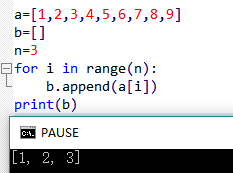 a=[1,2,3,4,5,6,7,8,9]
b=[]
n=3
for i in range(n):
    b.append(a[i])
print(b)
PAUSE
[1, 2, 3]